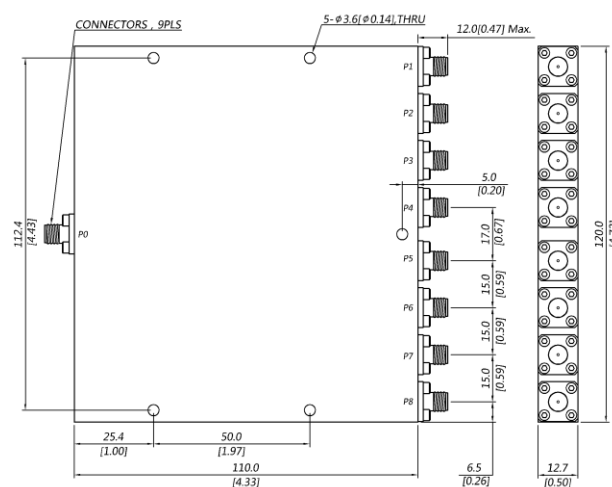 CONNECTORS , 9PLS
5-ϕ3.6[ϕ0.14],THRU
12.0[0.47] Max.
P1
P2
P3
5.0
[0.20]
P4
17.0
[0.67]
P0
112.4
[4.43]
120.0
P5
15.0
[0.59]
P6
15.0
[0.59]
P7
15.0
[0.59]
P8
25.4
[1.00]
50.0
[1.97]
6.5
[0.26]
12.7
[0.50]
110.0
[4.33]